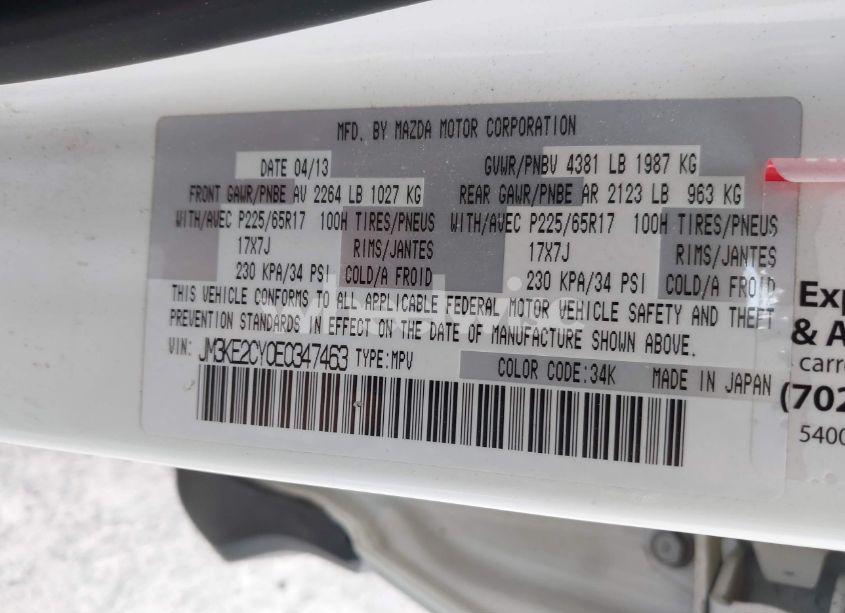 MFD. BY MAZDA MOTOR CORPORATION
DATE 04/13 GVWR/PNBV 4381 LB 1987 KG
FRONT GAWR/PNBE AV 2264 LB 1027 KG REAR GAWR/PNBE AR 2123 LB 963 KG
WITH/AVEC P225/65R17 100H TIRES/PNEUS WITH/AVEC P225/65R17 100H TIRES/PNEUS
17X7J RIMS/JANTES 17X7J RIMS/JANTES
230 KPA/34 PSI COLD/A FROID 230 KPA/34 PSI COLD/A FROID
THIS VEHICLE CONFORMS TO ALL APPLICABLE FEDERAL MOTOR VEHICLE SAFETY AND THEFT
PREVENTION STANDARDS IN EFFECT ON THE DATE OF MANUFACTURE SHOWN ABOVE.
VIN: JM3KE2CY0E0347463 TYPE:MPV COLOR CODE:34K MADE IN JAPAN
Exp
& A
carr
(702
5400